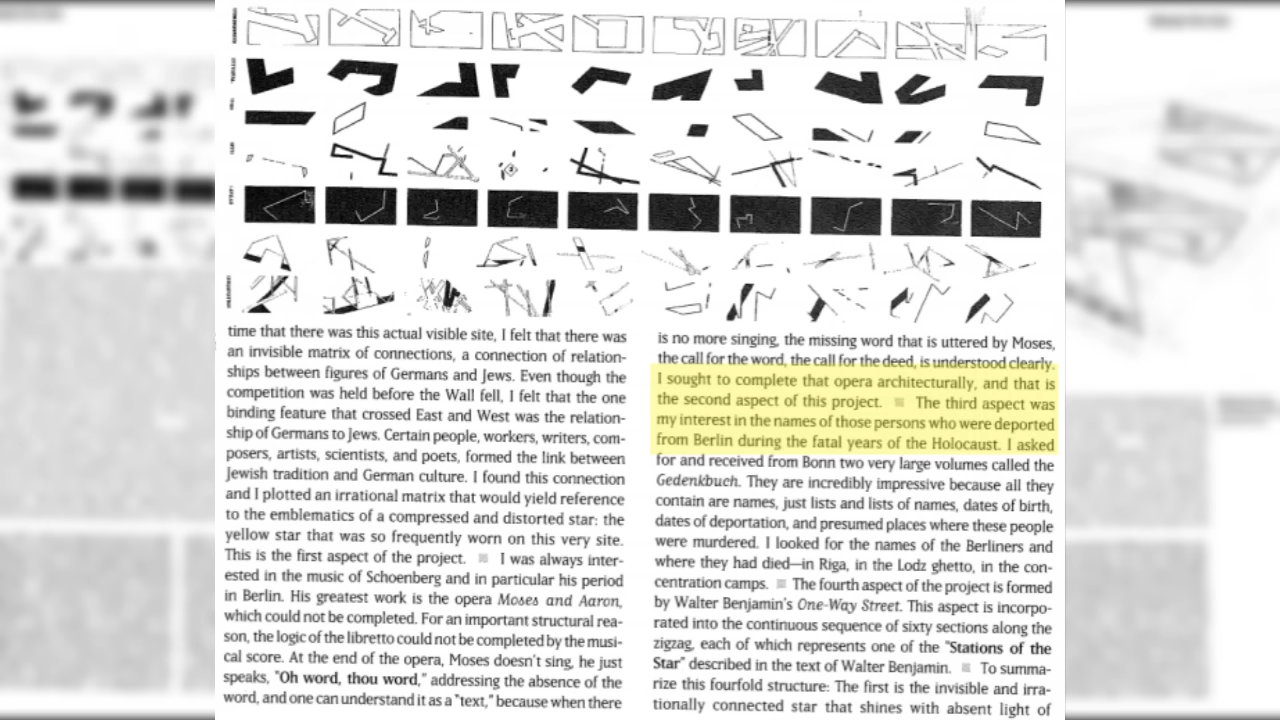 time that there was this actual visible site, I felt that there was
an invisible matrix of connections, a connection of relation-
ships between figures of Germans and Jews. Even though the
competition was held before the Wall fell, I felt that the one
binding feature that crossed East and West was the relation-
ship of Germans to Jews. Certain people, workers, writers, com-
posers, artists, scientists, and poets, formed the link between
Jewish tradition and German culture. I found this connection
and I plotted an irrational matrix that would yield reference
to the emblematics of a compressed and distorted star: the
yellow star that was so frequently worn on this very site.
This is the first aspect of the project. ■ I was always inter-
ested in the music of Schoenberg and in particular his period
in Berlin. His greatest work is the opera Moses and Aaron,
which could not be completed. For an important structural rea-
son, the logic of the libretto could not be completed by the musi-
cal score. At the end of the opera, Moses doesn't sing, he just
speaks, "Oh word, thou word," addressing the absence of the
word, and one can understand it as a "text," because when there
is no more singing, the missing word that is uttered by Moses,
the call for the word, the call for the deed, is understood clearly.
I sought to complete that opera architecturally, and that is
the second aspect of this project. ■ The third aspect was
my interest in the names of those persons who were deported
from Berlin during the fatal years of the Holocaust. I asked
for and received from Bonn two very large volumes called the
Gedenkbuch. They are incredibly impressive because all they
contain are names, just lists and lists of names, dates of birth,
dates of deportation, and presumed places where these people
were murdered. I looked for the names of the Berliners and
where they had died—in Riga, in the Lodz ghetto, in the con-
centration camps. ■ The fourth aspect of the project is formed
by Walter Benjamin's One-Way Street. This aspect is incorpo-
rated into the continuous sequence of sixty sections along the
zigzag, each of which represents one of the "Stations of the
Star" described in the text of Walter Benjamin. ■ To summa-
rize this fourfold structure: The first is the invisible and irra-
tionally connected star that shines with absent light of